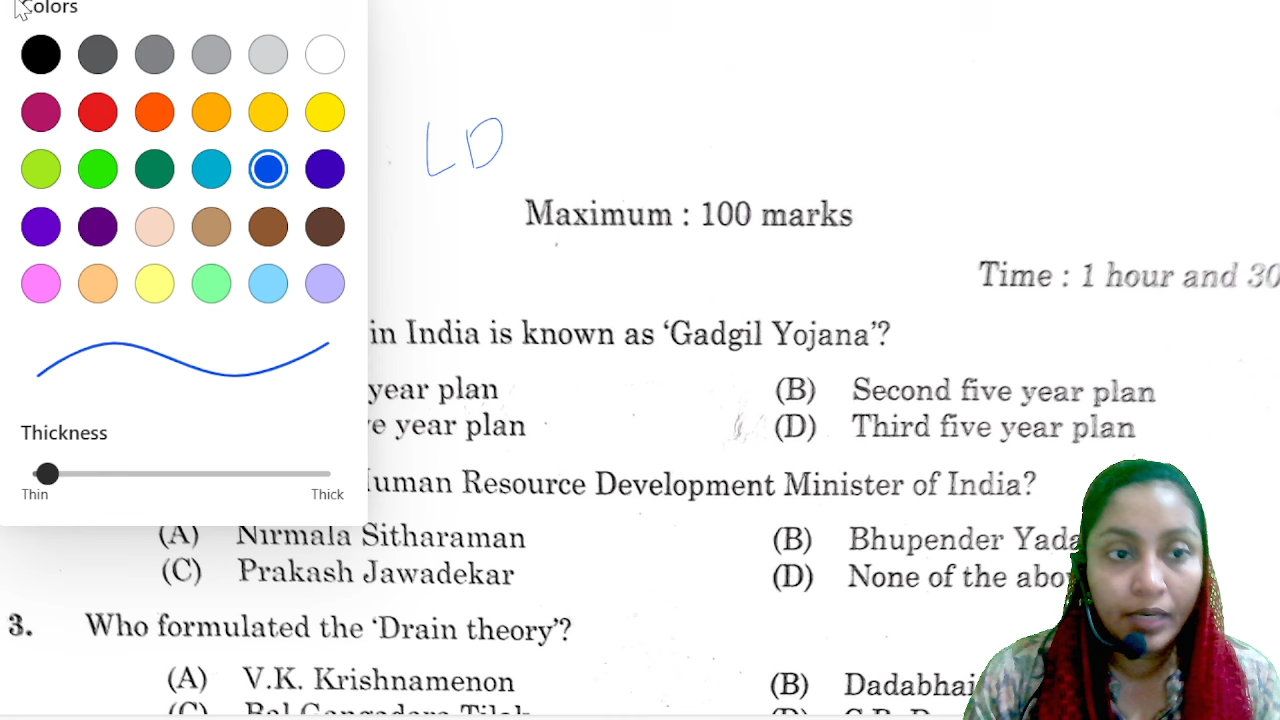 Colors
LD
Maximum : 100 marks
Time : 1 hour and 30
in India is known as ‘Gadgil Yojana’?
year plan (B) Second five year plan
year plan (D) Third five year plan
Human Resource Development Minister of India?
Thickness
Thin Thick
(A) Nirmala Sitharaman (B) Bhupender
(C) Prakash Jawadekar (D) None of the
3. Who formulated the ‘Drain theory’?
(A) V.K. Krishnamenon (B) Dadabhai